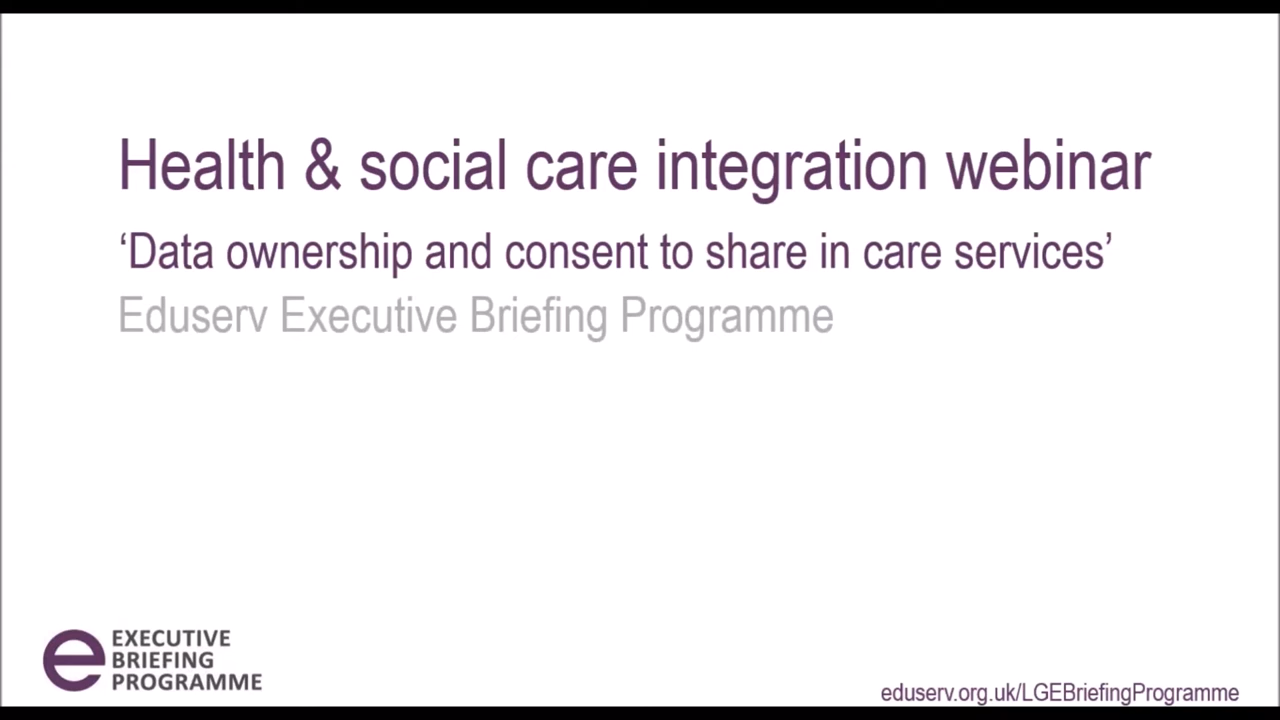 Health & social care integration webinar
‘Data ownership and consent to share in care services’
Eduserv Executive Briefing Programme
e EXECUTIVE
BRIEFING
PROGRAMME
eduserv.org.uk/LGEBriefingProgramme